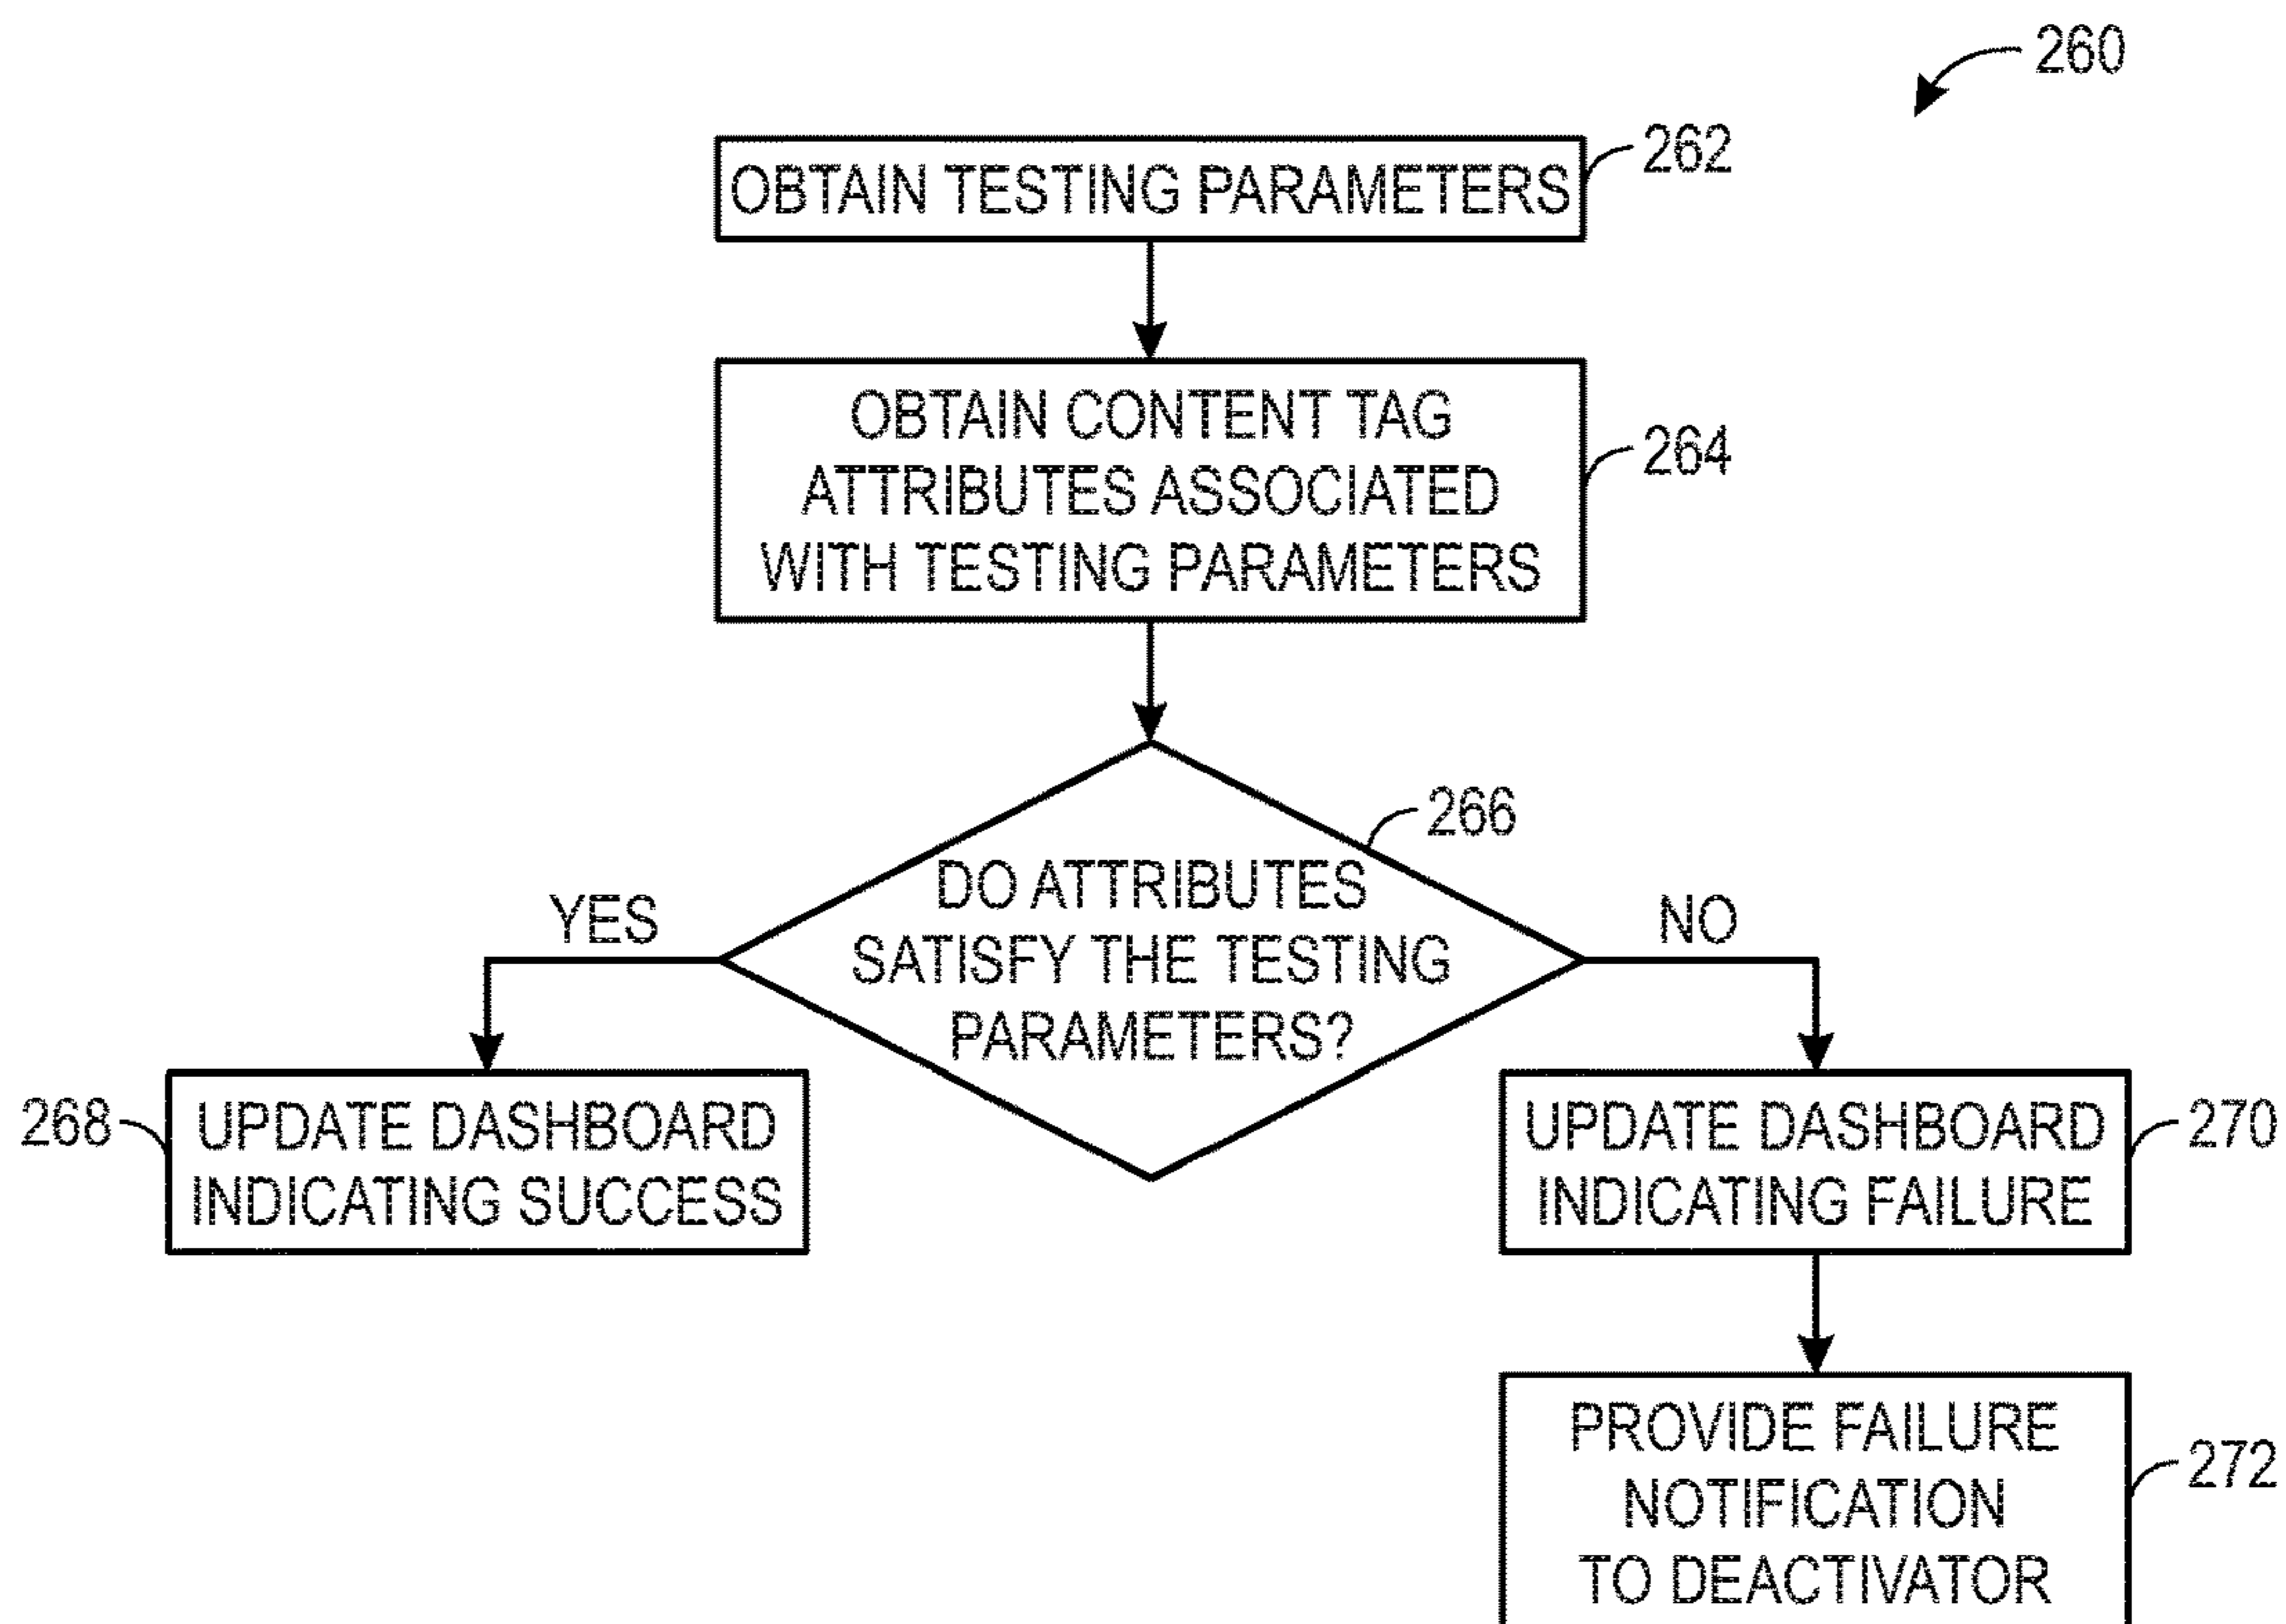 260
OBTAIN TESTING PARAMETERS
262
OBTAIN CONTENT TAG
ATTRIBUTES ASSOCIATED
WITH TESTING PARAMETERS
264
266
DO ATTRIBUTES
SATISFY THE TESTING
PARAMETERS?
YES
NO
268
UPDATE DASHBOARD
INDICATING SUCCESS
UPDATE DASHBOARD
INDICATING FAILURE
270
PROVIDE FAILURE
NOTIFICATION
TO DEACTIVATOR
272